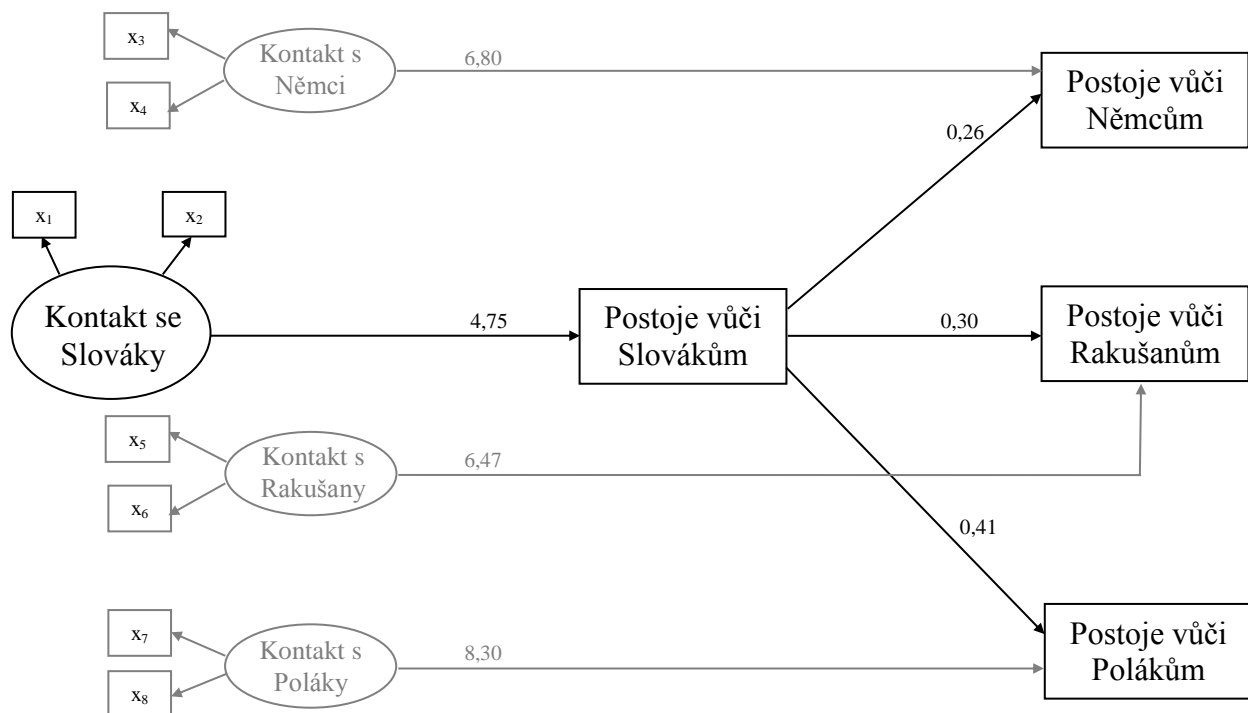 x₃
Kontakt s
Němci
6,80
x₄
Postoje vůči
Němcům
0,26
x₁
x₂
Kontakt se
Slováky
4,75
Postoje vůči
Slovákům
0,30
Postoje vůči
Rakušanům
x₅
Kontakt s
Rakušany
6,47
x₆
0,41
x₇
Kontakt s
Poláky
8,30
x₈
Postoje vůči
Polákům